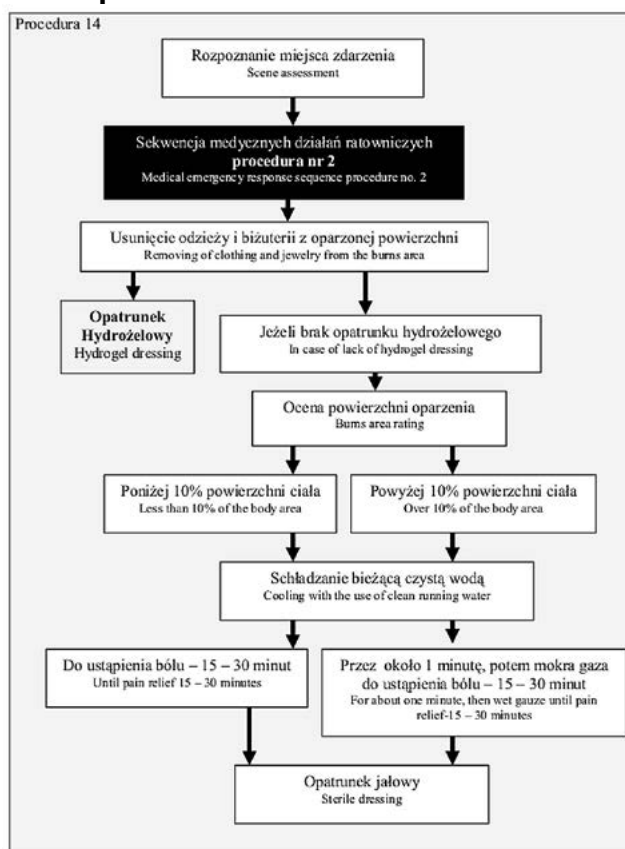 Procedura 14
Rozpoznanie miejsca zdarzenia
Scene assessment
Sekwencja medycznych działań ratowniczych
procedura nr 2
Medical emergency response sequence procedure no. 2
Usunięcie odzieży i biżuterii z oparzonej powierzchni
Removing of clothing and jewelry from the burns area
Opatrunek
Hydrożelowy
Hydrogel dressing
Jeżeli brak opatrunku hydrożelowego
In case of lack of hydrogel dressing
Ocena powierzchni oparzenia
Burns area rating
Poniżej 10% powierzchni ciała
Less than 10% of the body area
Powyżej 10% powierzchni ciała
Over 10% of the body area
Schładzanie bieżącą czystą wodą
Cooling with the use of clean running water
Do ustąpienia bólu – 15 – 30 minut
Until pain relief 15 – 30 minutes
Przez około 1 minutę, potem mokra gaza
do ustąpienia bólu – 15 – 30 minut
For about one minute, then wet gauze until pain
relief-15 – 30 minutes
Opatrunek jałowy
Sterile dressing